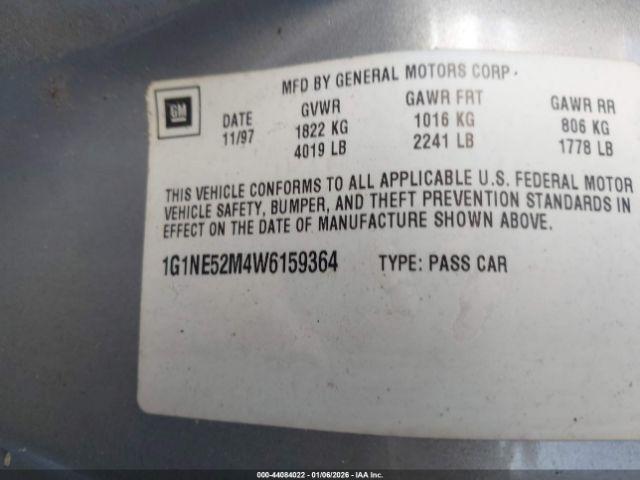 MFD BY GENERAL MOTORS CORP.
GM
DATE GVWR GAWR FRT GAWR RR
11/97 1822 KG 1016 KG 806 KG
4019 LB 2241 LB 1778 LB
THIS VEHICLE CONFORMS TO ALL APPLICABLE U.S. FEDERAL MOTOR
VEHICLE SAFETY, BUMPER, AND THEFT PREVENTION STANDARDS IN
EFFECT ON THE DATE OF MANUFACTURE SHOWN ABOVE.
1G1NE52M4W6159364 TYPE: PASS CAR
000-44084022 - 01/06/2026 - IAA Inc.